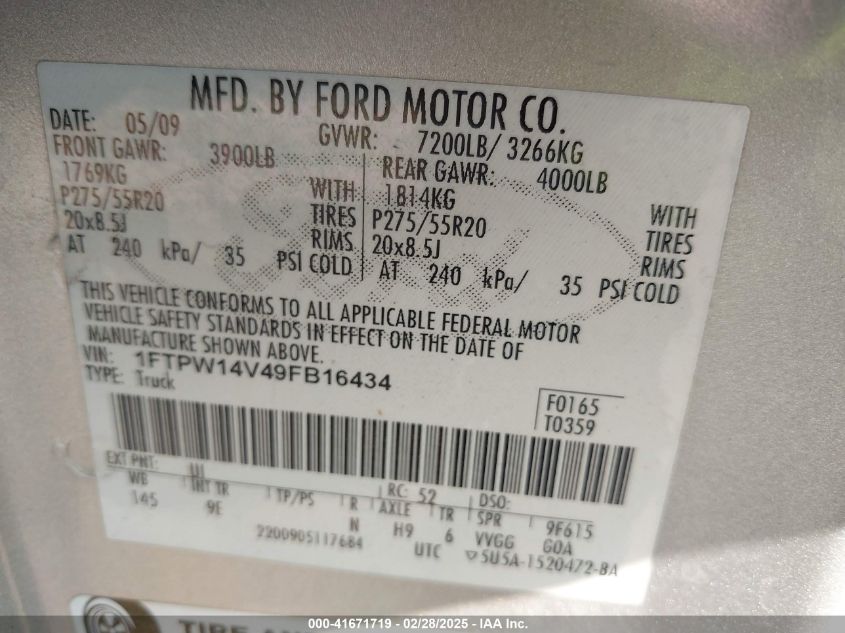 MFD. BY FORD MOTOR CO.
DATE: 05/09 GVWR: 7200LB/ 3266KG
FRONT GAWR: 3900LB REAR GAWR: 4000LB
1769KG WITH 1814KG WITH
P275/55R20 TIRES P275/55R20 TIRES
20x8.5J RIMS 20x8.5J RIMS
AT 240 kPa/ 35 PSI COLD AT 240 kPa/ 35 PSI COLD
THIS VEHICLE CONFORMS TO ALL APPLICABLE FEDERAL MOTOR
VEHICLE SAFETY STANDARDS IN EFFECT ON THE DATE OF
MANUFACTURE SHOWN ABOVE.
VIN: 1FTPW14V49FB16434
TYPE: Truck
F0165
T0359
EXT PNT: RC: 52 DSO:
WB INT TR TP/PS R AXLE TR SPR 9F615
145 9E N H9 6 VVGG GOA
2200905117684 UTC 5U5A-1520472-BA
000-41671719 - 02/28/2025 - IAA Inc.